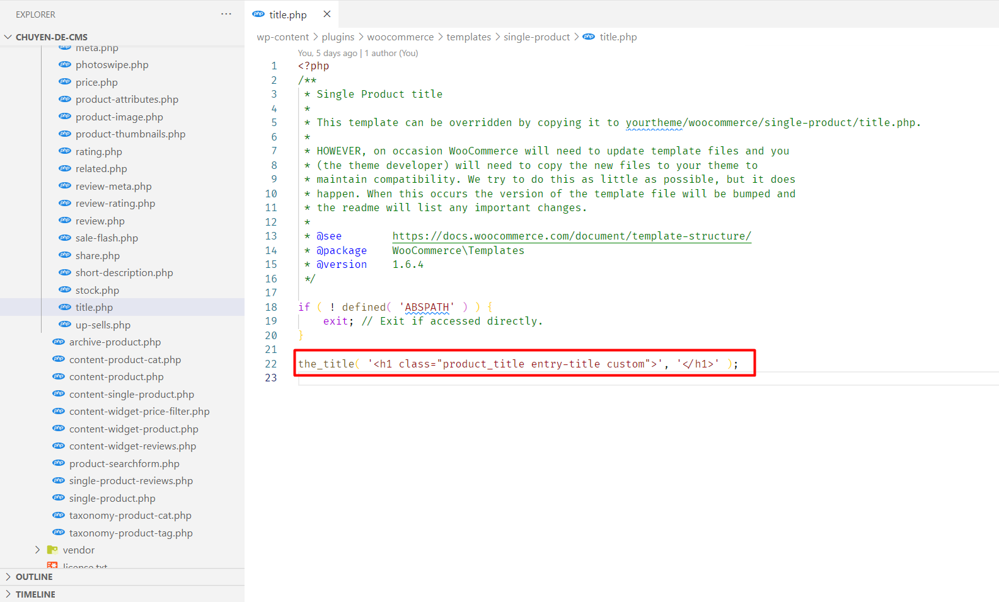 EXPLORER
CHUYEN-DE-CMS
meta.php
photoswipe.php
price.php
product-attributes.php
product-image.php
product-thumbnails.php
rating.php
related.php
review-meta.php
review-rating.php
review.php
sale-flash.php
share.php
short-description.php
stock.php
title.php
up-sells.php
archive-product.php
content-product-cat.php
content-product.php
content-single-product.php
content-widget-price-filter.php
content-widget-product.php
content-widget-reviews.php
product-searchform.php
single-product-reviews.php
single-product.php
taxonomy-product-cat.php
taxonomy-product-tag.php
vendor
license.txt
OUTLINE
TIMELINE
title.php
wp-content > plugins > woocommerce > templates > single-product > title.php
You, 5 days ago | 1 author (You)
1 <?php
2 /**
3 * Single Product title
4 *
5 * This template can be overridden by copying it to yourtheme/woocommerce/single-product/title.php.
6 *
7 * HOWEVER, on occasion WooCommerce will need to update template files and you
8 * (the theme developer) will need to copy the new files to your theme to
9 * maintain compatibility. We try to do this as little as possible, but it does
10 * happen. When this occurs the version of the template file will be bumped and
11 * the readme will list any important changes.
12 *
13 * @see https://docs.woocommerce.com/document/template-structure/
14 * @package WooCommerce\Templates
15 * @version 1.6.4
16 */
17
18 if ( ! defined( 'ABSPATH' ) ) {
19 exit; // Exit if accessed directly.
20 }
21
22 the_title( '<h1 class="product_title entry-title custom">', '</h1>' );
23